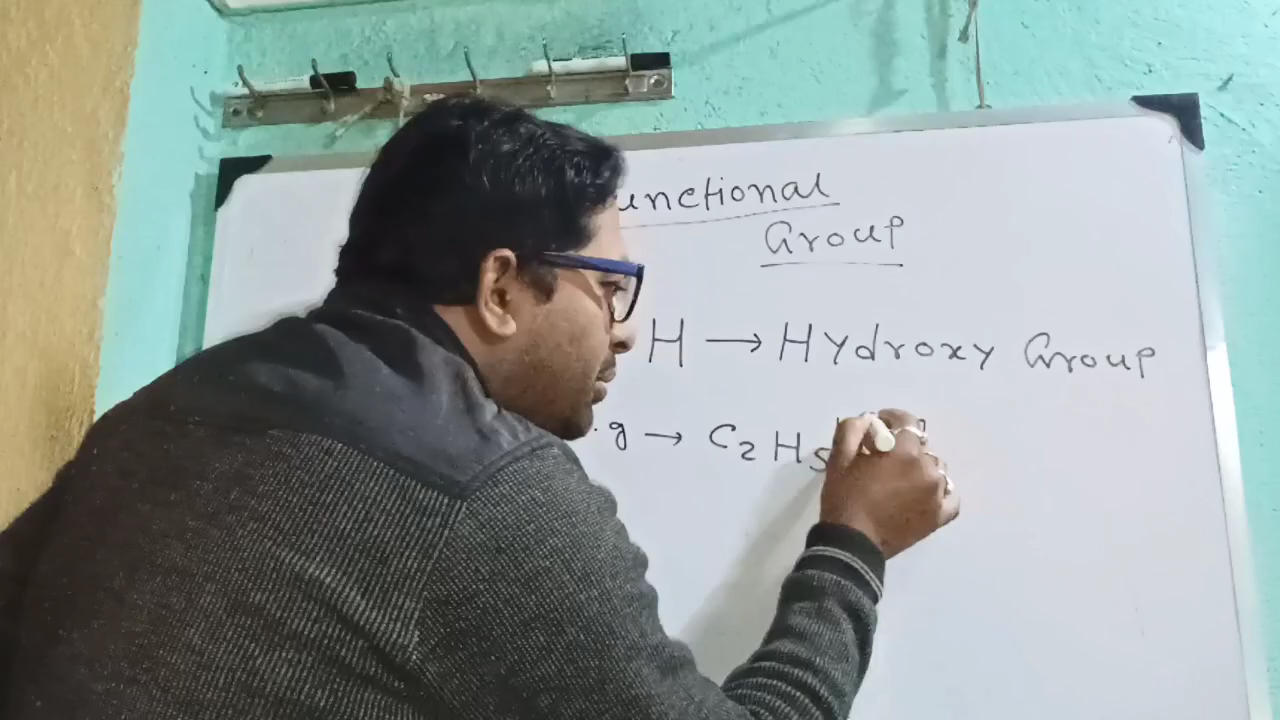 unctional
Group
H → Hydroxy Group
.g → C2H5